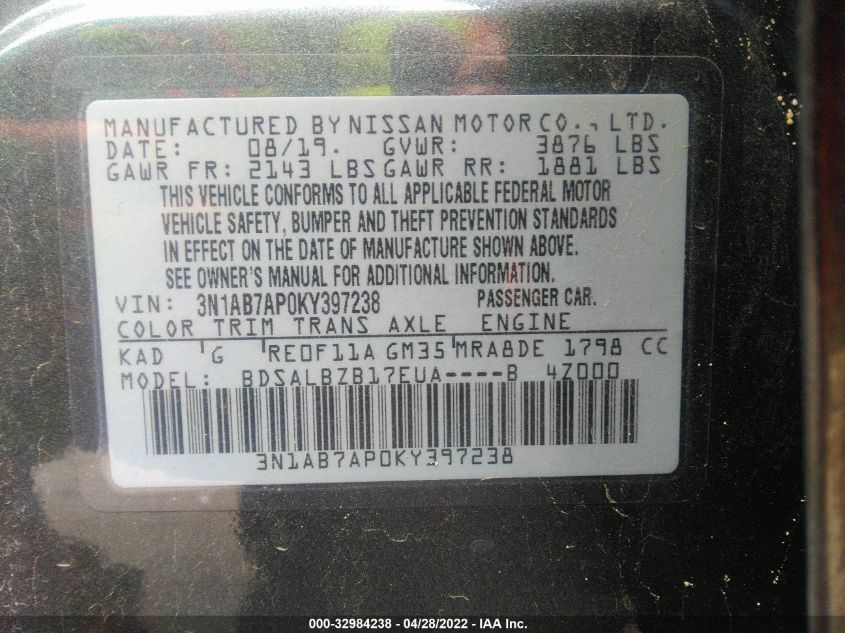 MANUFACTURED BY NISSAN MOTOR CO., LTD.
DATE: 08/19. GVWR: 3876 LBS
GAWR FR: 2143 LBS GAWR RR: 1881 LBS
THIS VEHICLE CONFORMS TO ALL APPLICABLE FEDERAL MOTOR
VEHICLE SAFETY, BUMPER AND THEFT PREVENTION STANDARDS
IN EFFECT ON THE DATE OF MANUFACTURE SHOWN ABOVE.
SEE OWNER'S MANUAL FOR ADDITIONAL INFORMATION.
VIN: 3N1AB7AP0KY397238 PASSENGER CAR.
COLOR TRIM TRANS AXLE ENGINE
KAD G RE0F11A GM35 MRA8DE 1798 CC
MODEL: BDSALBZB17EUA----B 4Z000
3N1AB7AP0KY397238
000-32984238 - 04/28/2022 - IAA Inc.